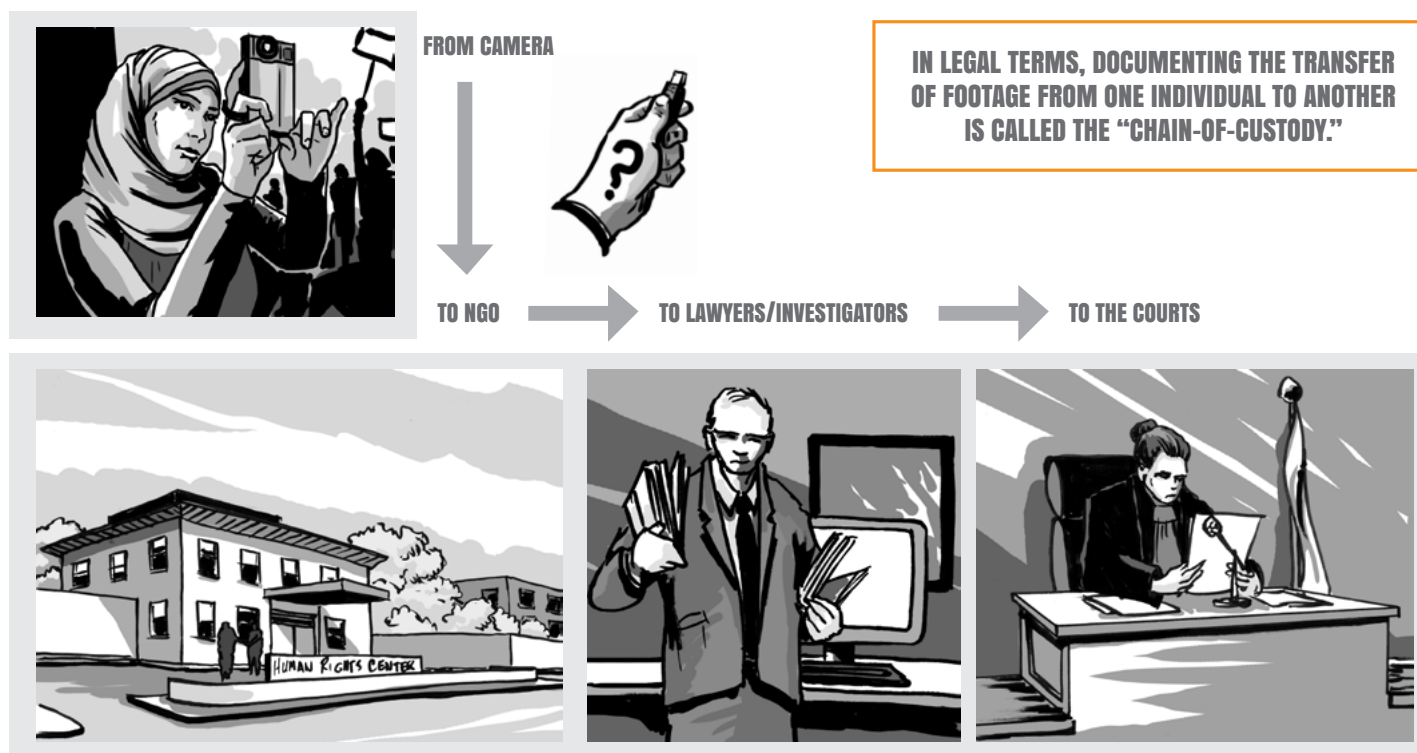 FROM CAMERA
IN LEGAL TERMS, DOCUMENTING THE TRANSFER
OF FOOTAGE FROM ONE INDIVIDUAL TO ANOTHER
IS CALLED THE “CHAIN-OF-CUSTODY.”
?
TO NGO
TO LAWYERS/INVESTIGATORS
TO THE COURTS
HUMAN RIGHTS CENTER